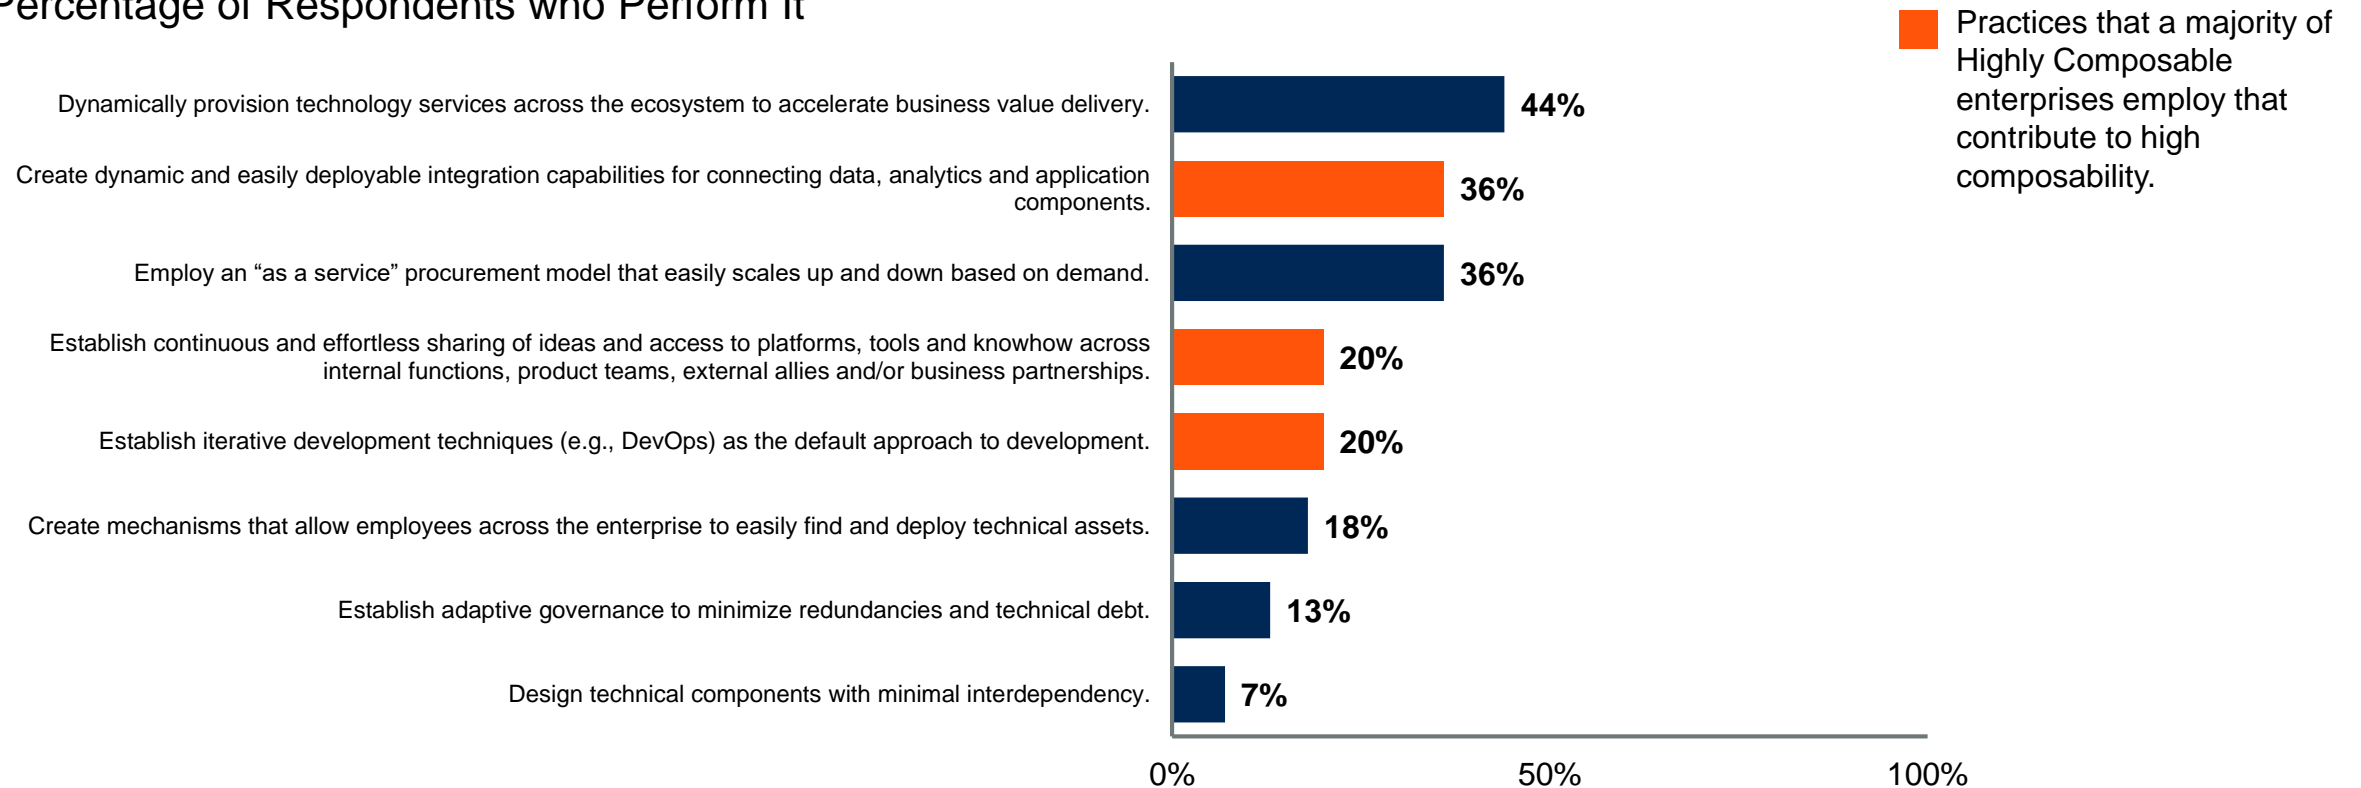 Percentage of Respondents who Perform It
Practices that a majority of
Highly Composable
enterprises employ that
contribute to high
composability.
Dynamically provision technology services across the ecosystem to accelerate business value delivery.
44%
Create dynamic and easily deployable integration capabilities for connecting data, analytics and application
components.
36%
Employ an “as a service” procurement model that easily scales up and down based on demand.
36%
Establish continuous and effortless sharing of ideas and access to platforms, tools and knowhow across
internal functions, product teams, external allies and/or business partnerships.
20%
Establish iterative development techniques (e.g., DevOps) as the default approach to development.
20%
Create mechanisms that allow employees across the enterprise to easily find and deploy technical assets.
18%
Establish adaptive governance to minimize redundancies and technical debt.
13%
Design technical components with minimal interdependency.
7%
0%
50%
100%